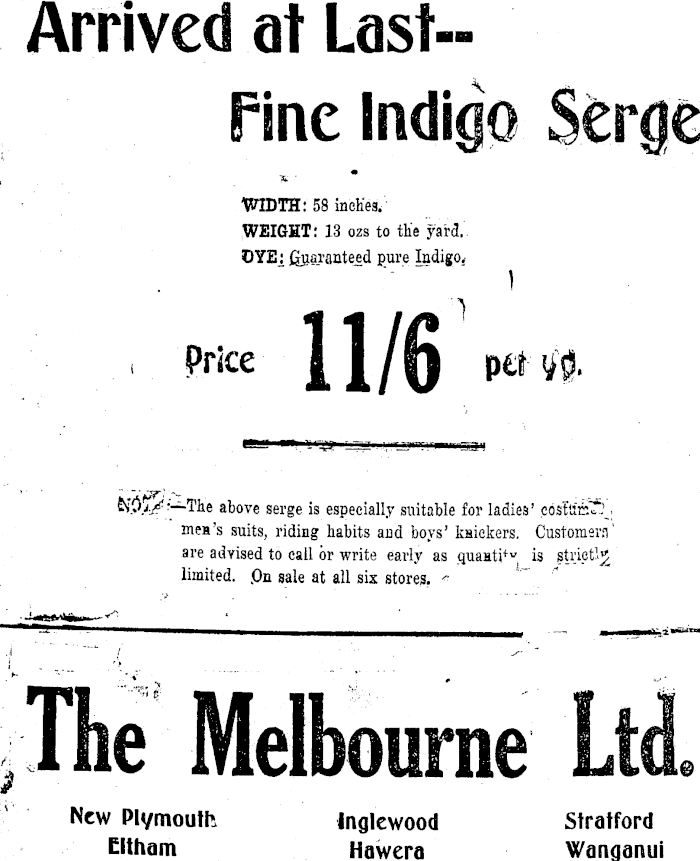 Arrived at Last--
Fine Indigo Serge
WIDTH: 58 inches.
WEIGHT: 13 ozs to the yard.
DYE: Guaranteed pure Indigo.
Price 11/6 per yd.
NOTE:—The above serge is especially suitable for ladies' costumes,
men's suits, riding habits and boys' knickers. Customers
are advised to call or write early as quantity is strictly
limited. On sale at all six stores.
The Melbourne Ltd.
New Plymouth Inglewood Stratford
Eltham Hawera Wanganui